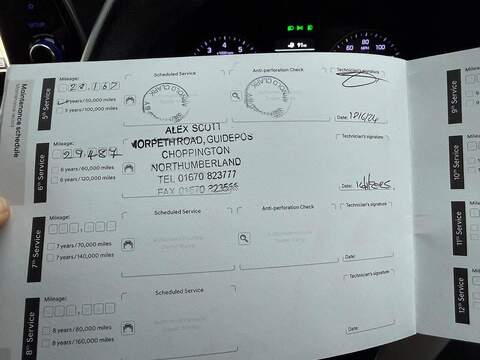 91 mi
Maintenance schedule
5th Service
Mileage:
29,167
5 years/50,000 miles
5 years/100,000 miles
Scheduled Service
Anti-perforation Check
Technician's signature
Date:
6th Service
Mileage:
29,489
6 years/60,000 miles
6 years/120,000 miles
ALEX SCOTT
MORPETH ROAD, GUIDEPOS
CHOPPINGTON
NORTHUMBERLAND
TEL 01670 823777
FAX 01670 823555
Technician's signature
Date:
7th Service
Mileage:
7 years/70,000 miles
7 years/140,000 miles
Scheduled Service
Anti-perforation Check
Technician's signature
Date:
8th Service
Mileage:
8 years/80,000 miles
8 years/160,000 miles
Scheduled Service
Technician's signature
Date:
9th Service
10th Service
11th Service
12th Service